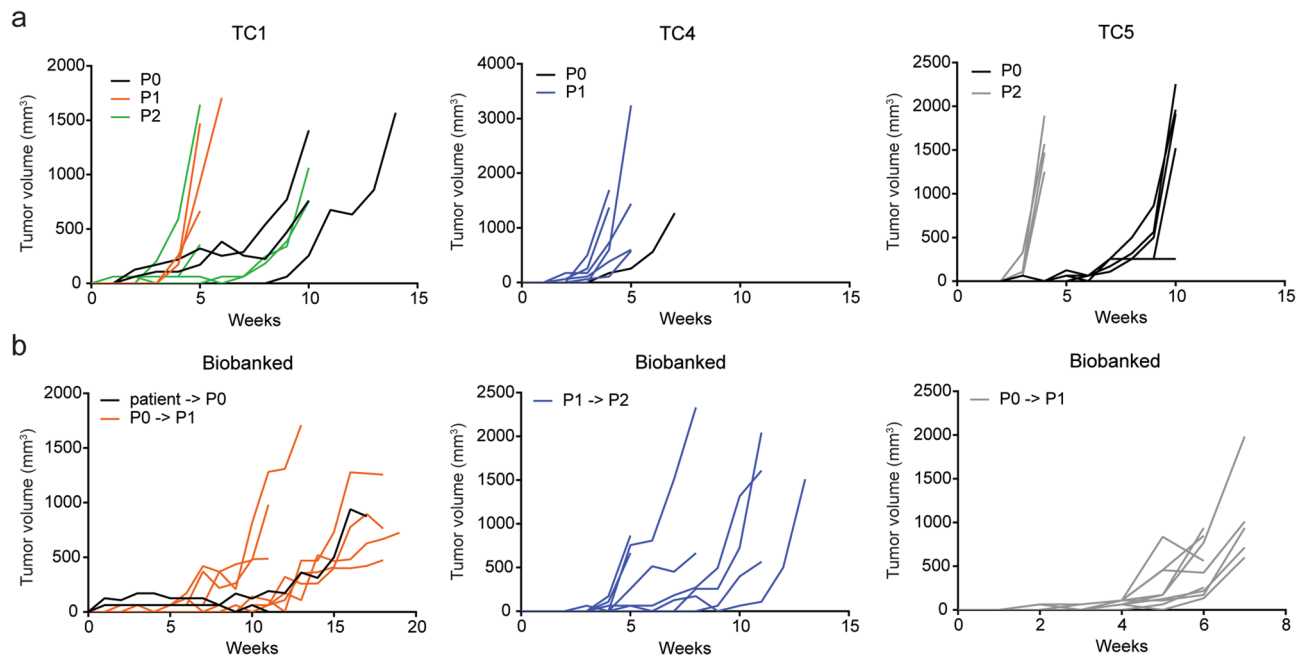 a
TC1
TC4
TC5
Tumor volume (mm³)
2000
1500
1000
500
0
P0
P1
P2
0 5 10 15
Weeks
Tumor volume (mm³)
4000
3000
2000
1000
0
P0
P1
0 5 10 15
Weeks
Tumor volume (mm³)
2500
2000
1500
1000
500
0
P0
P2
0 5 10 15
Weeks
b
Biobanked
Biobanked
Biobanked
Tumor volume (mm³)
2000
1500
1000
500
0
patient -> P0
P0 -> P1
0 5 10 15 20
Weeks
Tumor volume (mm³)
2500
2000
1500
1000
500
0
P1 -> P2
0 5 10 15
Weeks
Tumor volume (mm³)
2500
2000
1500
1000
500
0
P0 -> P1
0 2 4 6 8
Weeks